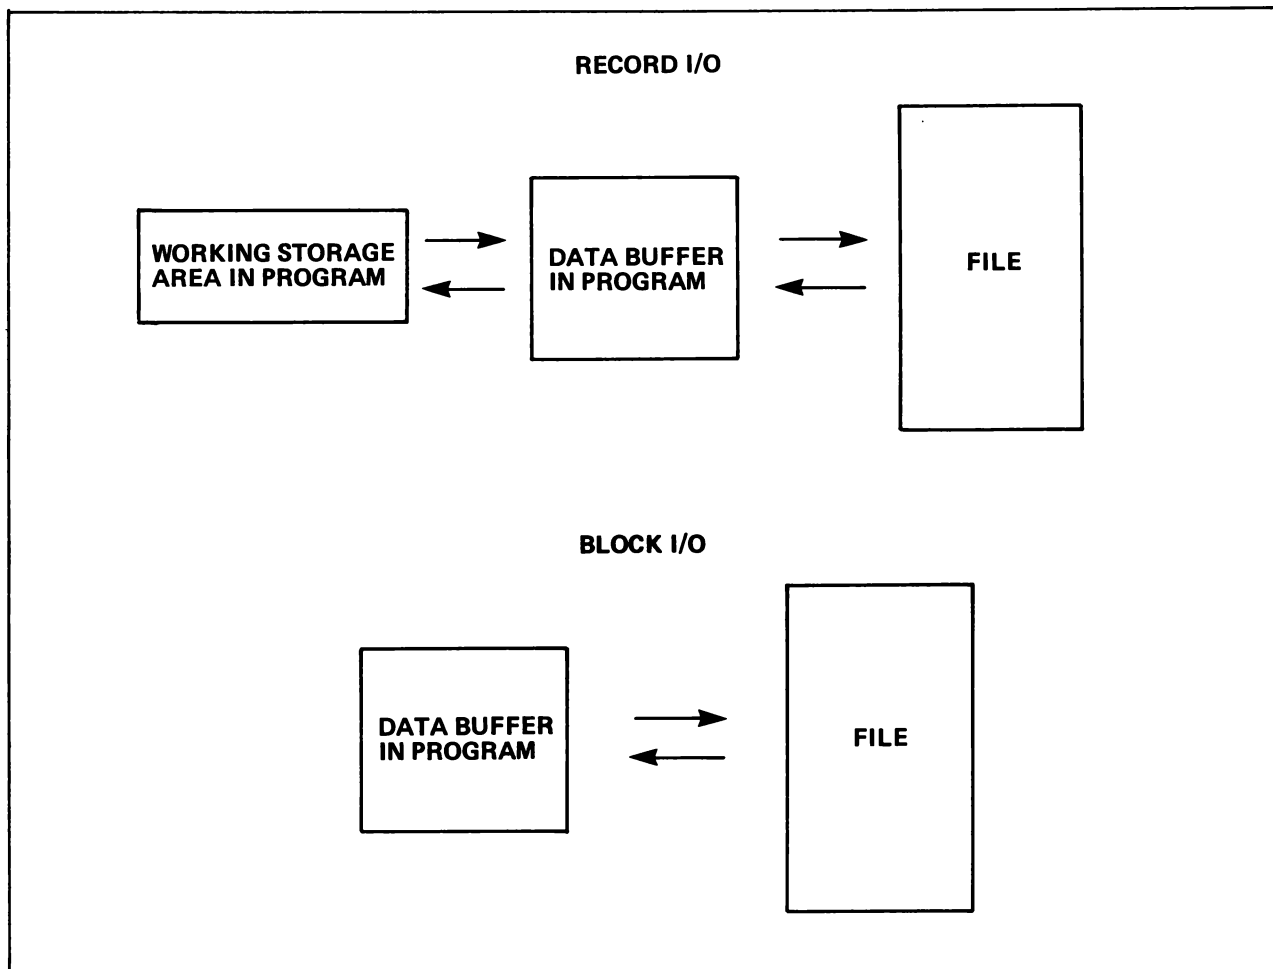 RECORD I/O
WORKING STORAGE
AREA IN PROGRAM
DATA BUFFER
IN PROGRAM
FILE
BLOCK I/O
DATA BUFFER
IN PROGRAM
FILE